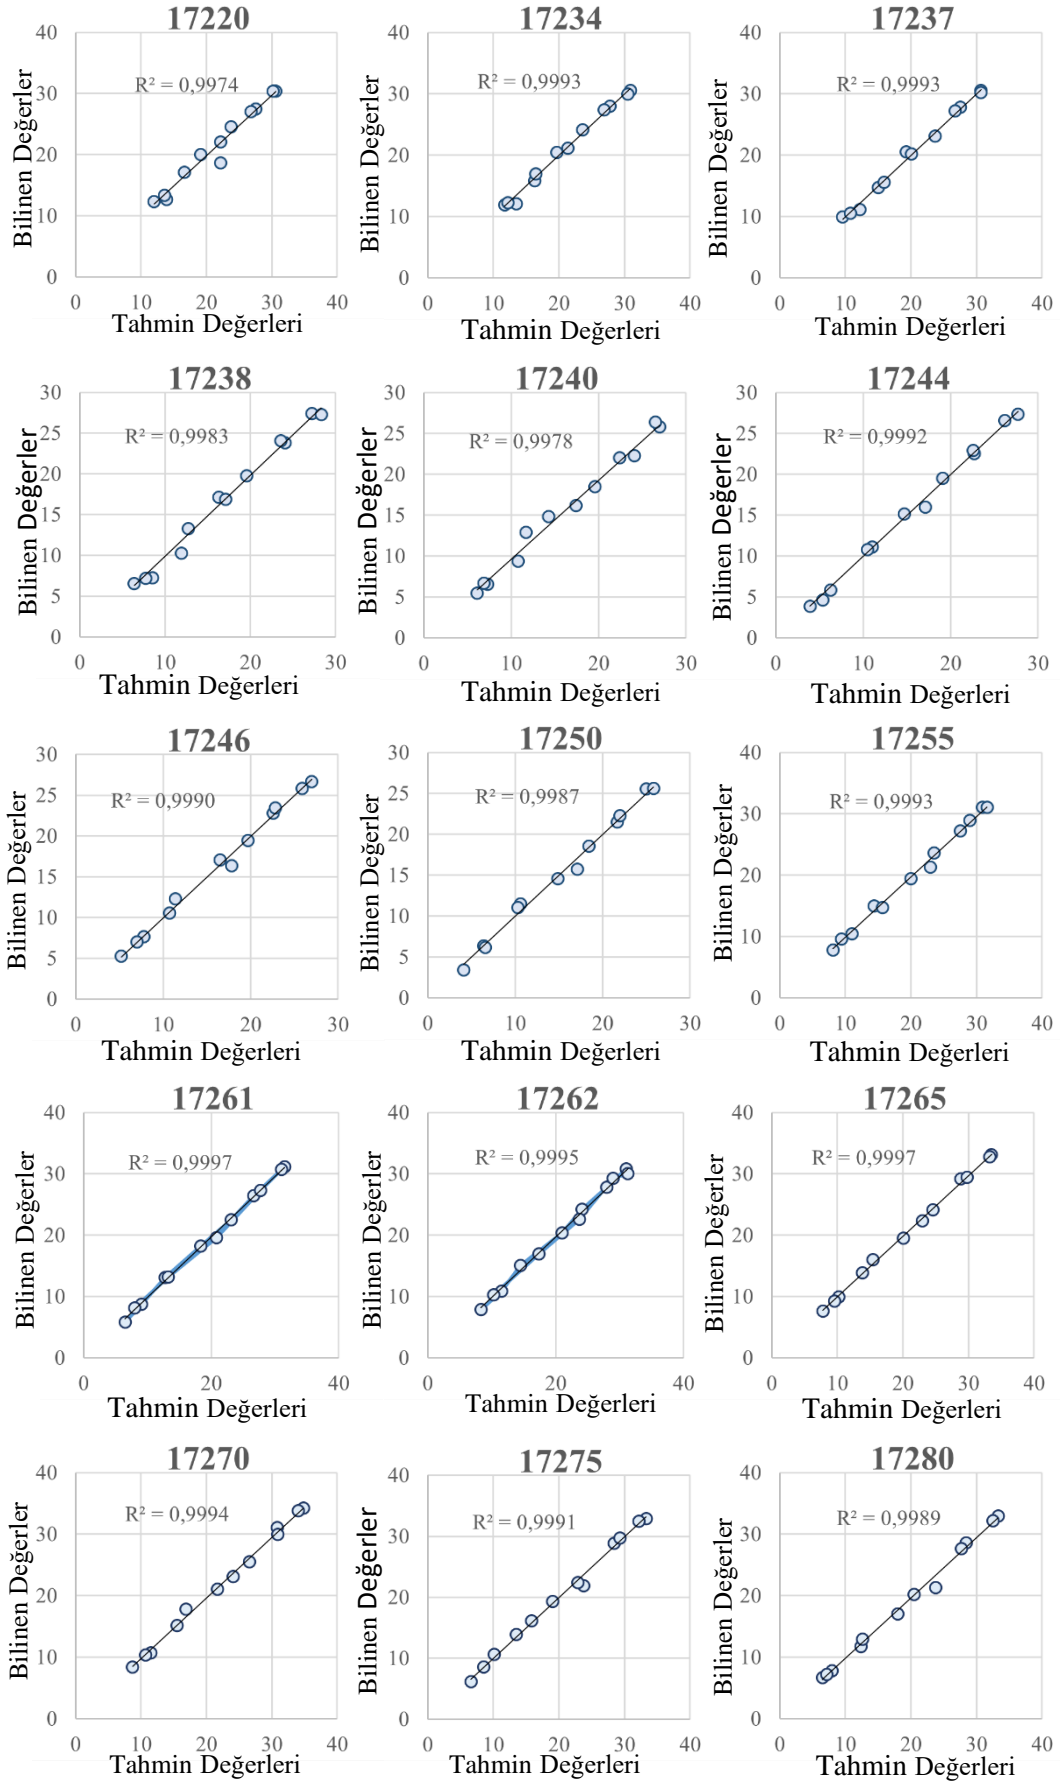 17220
Bilinen Değerler
40
30
20
10
0
R² = 0,9974
0 10 20 30 40
Tahmin Değerleri
17234
Bilinen Değerler
40
30
20
10
0
R² = 0,9993
0 10 20 30 40
Tahmin Değerleri
17237
Bilinen Değerler
40
30
20
10
0
R² = 0,9993
0 10 20 30 40
Tahmin Değerleri
17238
Bilinen Değerler
30
25
20
15
10
5
0
R² = 0,9983
0 10 20 30
Tahmin Değerleri
17240
Bilinen Değerler
30
25
20
15
10
5
0
R² = 0,9978
0 10 20 30
Tahmin Değerleri
17244
Bilinen Değerler
30
25
20
15
10
5
0
R² = 0,9992
0 10 20 30
Tahmin Değerleri
17246
Bilinen Değerler
30
25
20
15
10
5
0
R² = 0,9990
0 10 20 30
Tahmin Değerleri
17250
Bilinen Değerler
30
25
20
15
10
5
0
R² = 0,9987
0 10 20 30
Tahmin Değerleri
17255
Bilinen Değerler
40
30
20
10
0
R² = 0,9993
0 10 20 30 40
Tahmin Değerleri
17261
Bilinen Değerler
40
30
20
10
0
R² = 0,9997
0 20 40
Tahmin Değerleri
17262
Bilinen Değerler
40
30
20
10
0
R² = 0,9995
0 20 40
Tahmin Değerleri
17265
Bilinen Değerler
40
30
20
10
0
R² = 0,9997
0 10 20 30 40
Tahmin Değerleri
17270
Bilinen Değerler
40
30
20
10
0
R² = 0,9994
0 10 20 30 40
Tahmin Değerleri
17275
Bilinen Değerler
40
30
20
10
0
R² = 0,9991
0 10 20 30 40
Tahmin Değerleri
17280
Bilinen Değerler
40
30
20
10
0
R² = 0,9989
0 10 20 30 40
Tahmin Değerleri